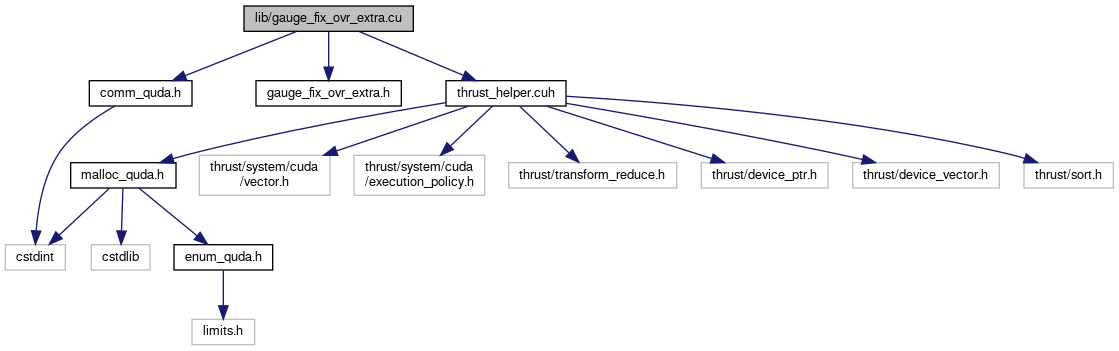 lib/gauge_fix_ovr_extra.cu
comm_quda.h
gauge_fix_ovr_extra.h
thrust_helper.cuh
malloc_quda.h
thrust/system/cuda
/vector.h
thrust/system/cuda
/execution_policy.h
thrust/transform_reduce.h
thrust/device_ptr.h
thrust/device_vector.h
thrust/sort.h
cstdint
cstdlib
enum_quda.h
limits.h